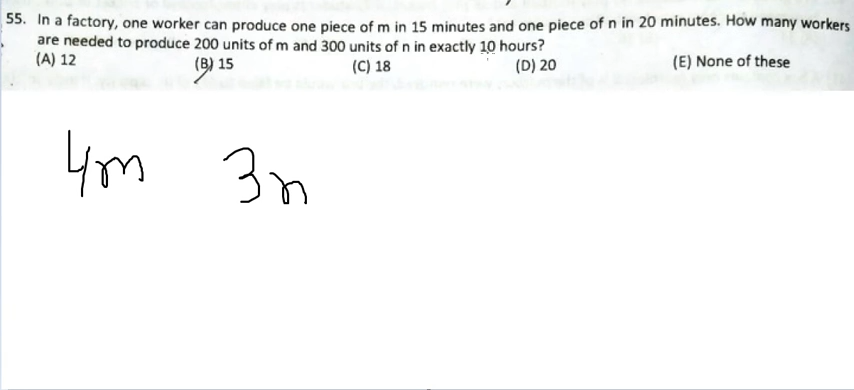 55. In a factory, one worker can produce one piece of m in 15 minutes and one piece of n in 20 minutes. How many workers
are needed to produce 200 units of m and 300 units of n in exactly 10 hours?
(A) 12 (B) 15 (C) 18 (D) 20 (E) None of these
4m 3n